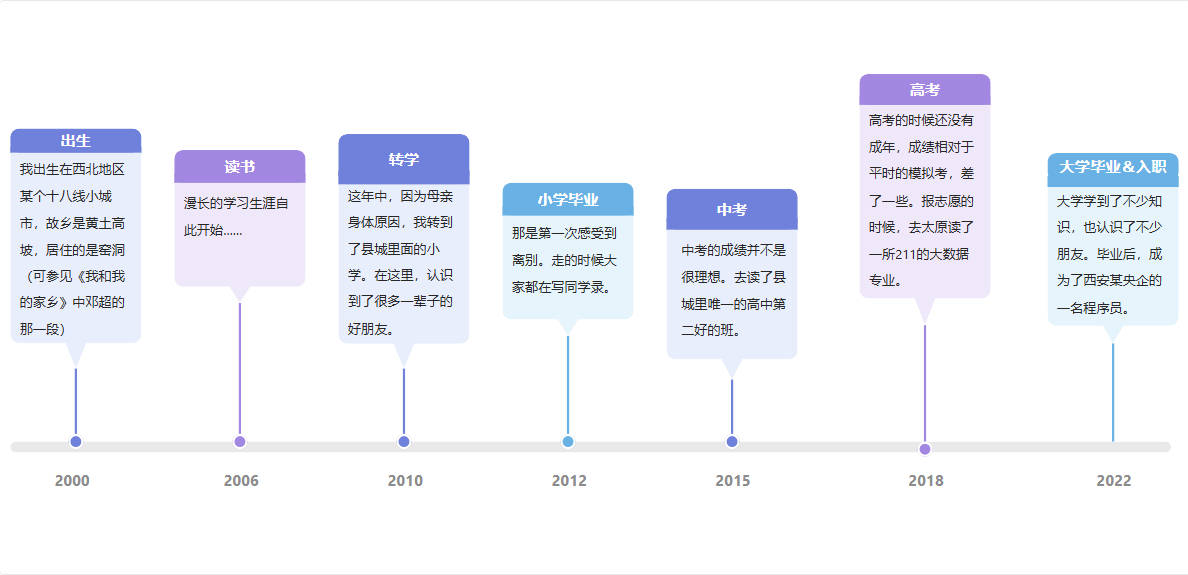 出生
我出生在西北地区
某个十八线小城
市，故乡是黄土高
坡，居住的是窑洞
（可参见《我和我
的家乡》中邓超的
那一段）
读书
漫长的学习生涯自
此开始......
转学
这年中，因为母亲
身体原因，我转到
了县城里面的小
学。在这里，认识
到了很多一辈子的
好朋友。
小学毕业
那是第一次感受到
离别。走的时候大
家都在写同学录。
中考
中考的成绩并不是
很理想。去读了县
城里唯一的高中第
二好的班。
高考
高考的时候还没有
成年，成绩相对于
平时的模拟考，差
了一些。报志愿的
时候，去太原读了
一所211的大数据
专业。
大学毕业&入职
大学学到了不少知
识，也认识了不少
朋友。毕业后，成
为了西安某央企的
一名程序员。
2000
2006
2010
2012
2015
2018
2022